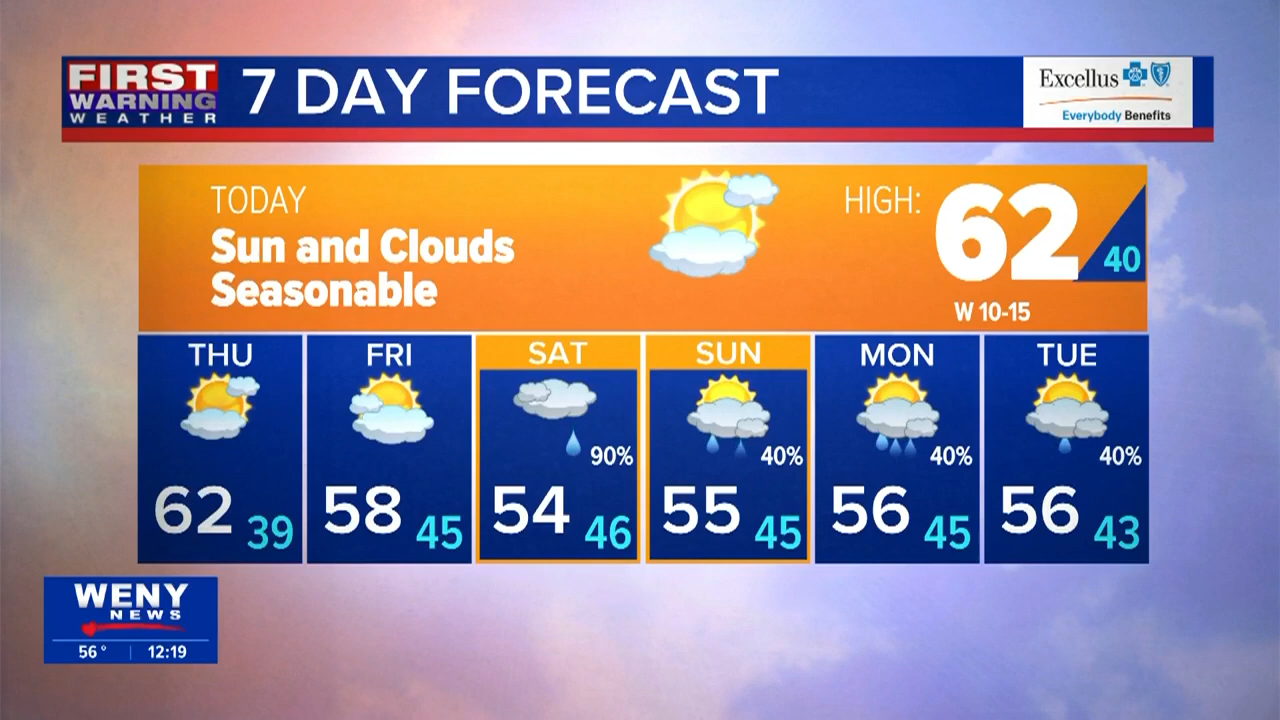 FIRST
WARNING
WEATHER
7 DAY FORECAST
Excellus
Everybody Benefits
TODAY
Sun and Clouds
Seasonable
HIGH:
62
40
W 10-15
THU
62 39
FRI
58 45
SAT
90%
54 46
SUN
40%
55 45
MON
40%
56 45
TUE
40%
56 43
WENY
NEWS
56° | 12:19